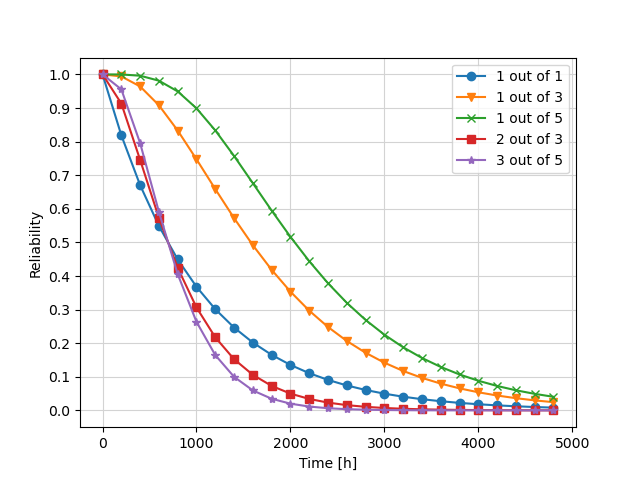 1.0
0.9
0.8
0.7
0.6
0.5
0.4
0.3
0.2
0.1
0.0
Reliability
0 1000 2000 3000 4000 5000
Time [h]
1 out of 1
1 out of 3
1 out of 5
2 out of 3
3 out of 5